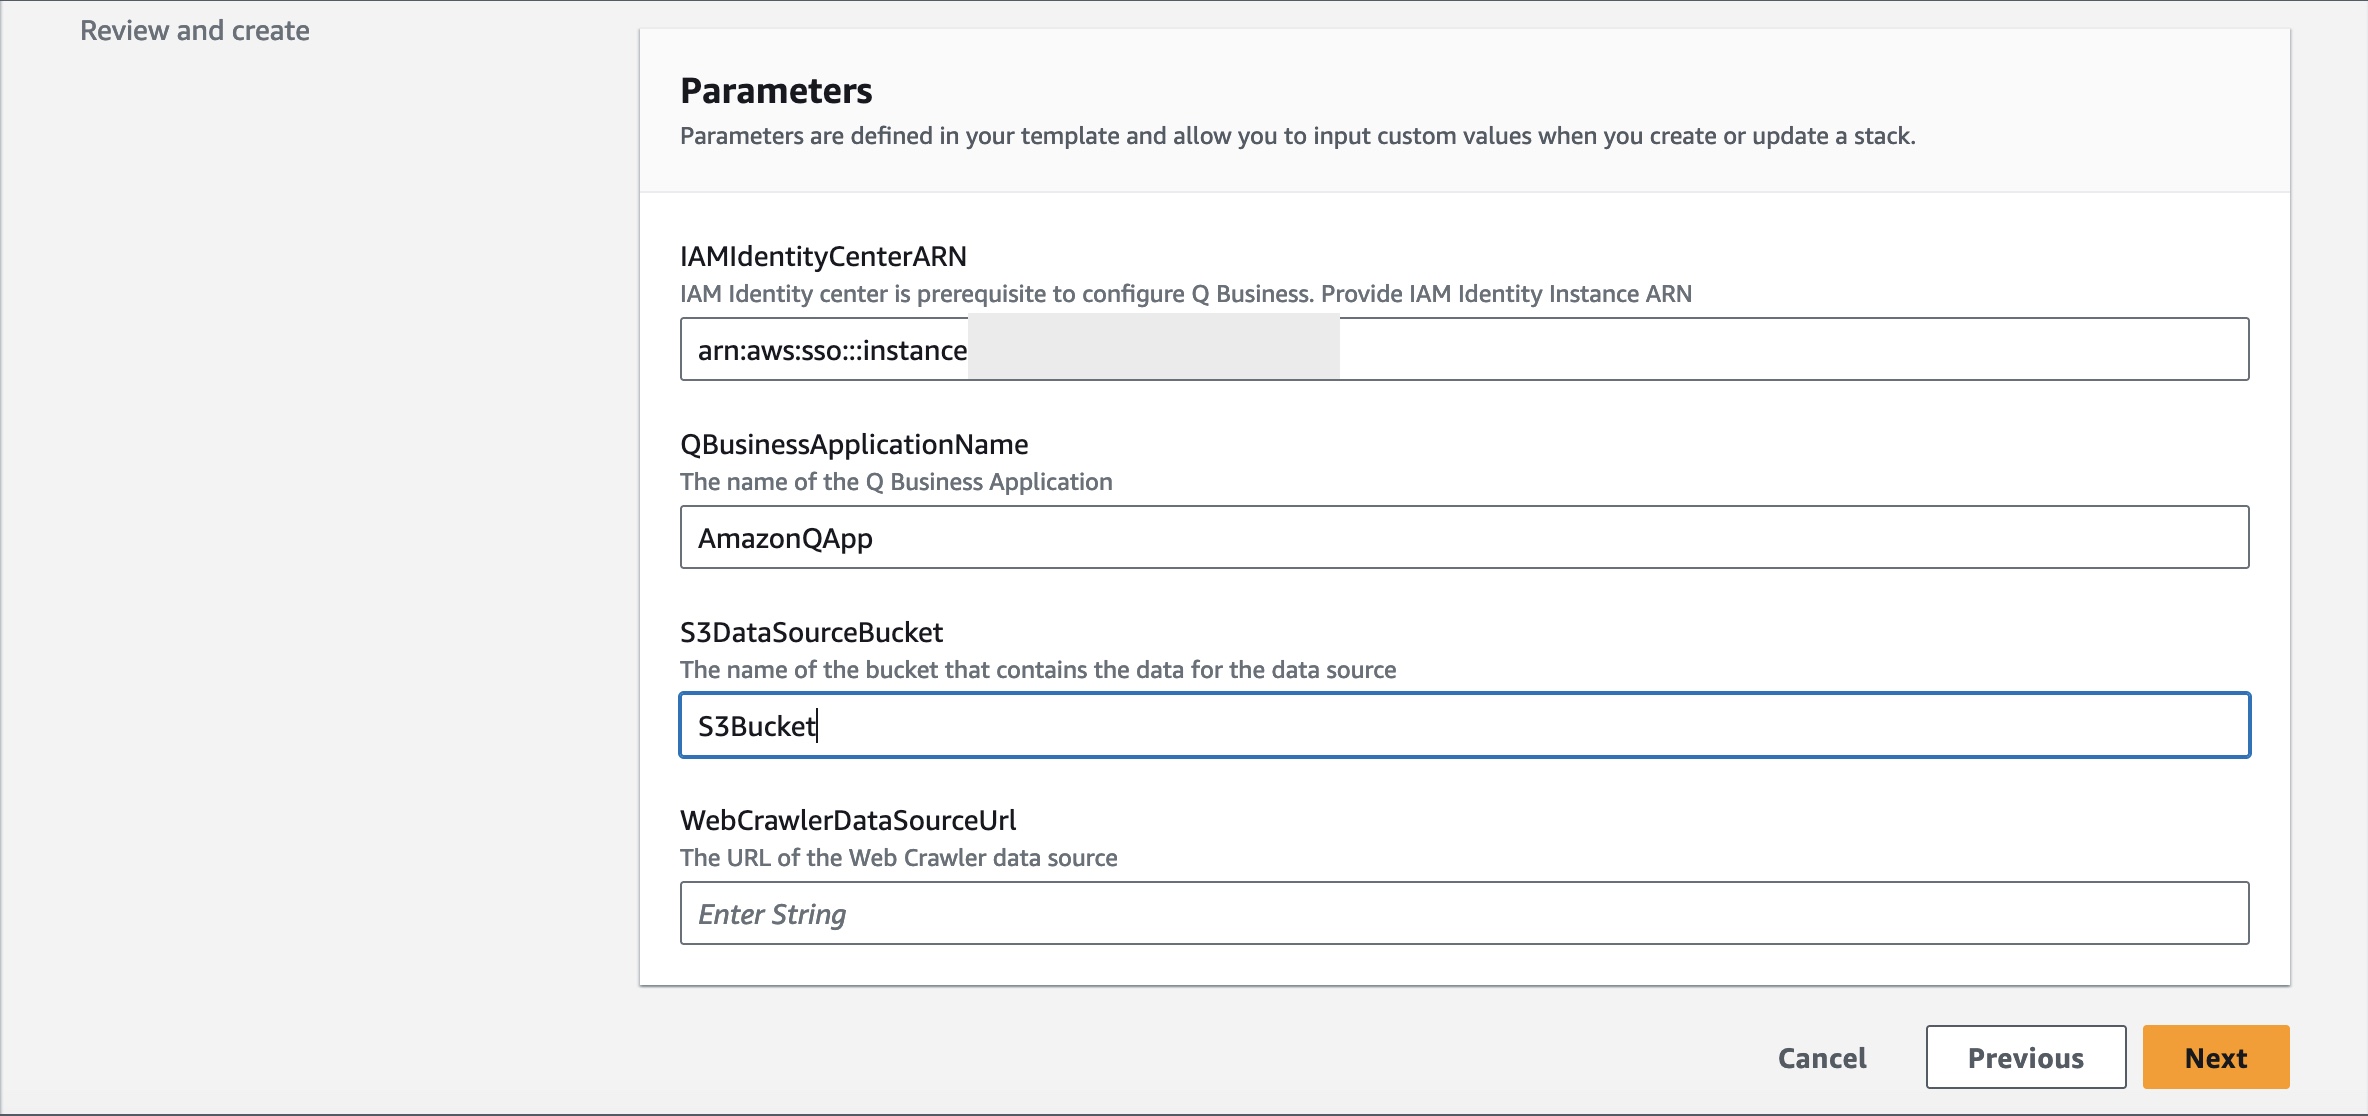 Review and create
Parameters
Parameters are defined in your template and allow you to input custom values when you create or update a stack.
IAMIdentityCenterARN
IAM Identity center is prerequisite to configure Q Business. Provide IAM Identity Instance ARN
arn:aws:sso:::instance
QBusinessApplicationName
The name of the Q Business Application
AmazonQApp
S3DataSourceBucket
The name of the bucket that contains the data for the data source
S3Bucket
WebCrawlerDataSourceUrl
The URL of the Web Crawler data source
Enter String
Cancel
Previous
Next